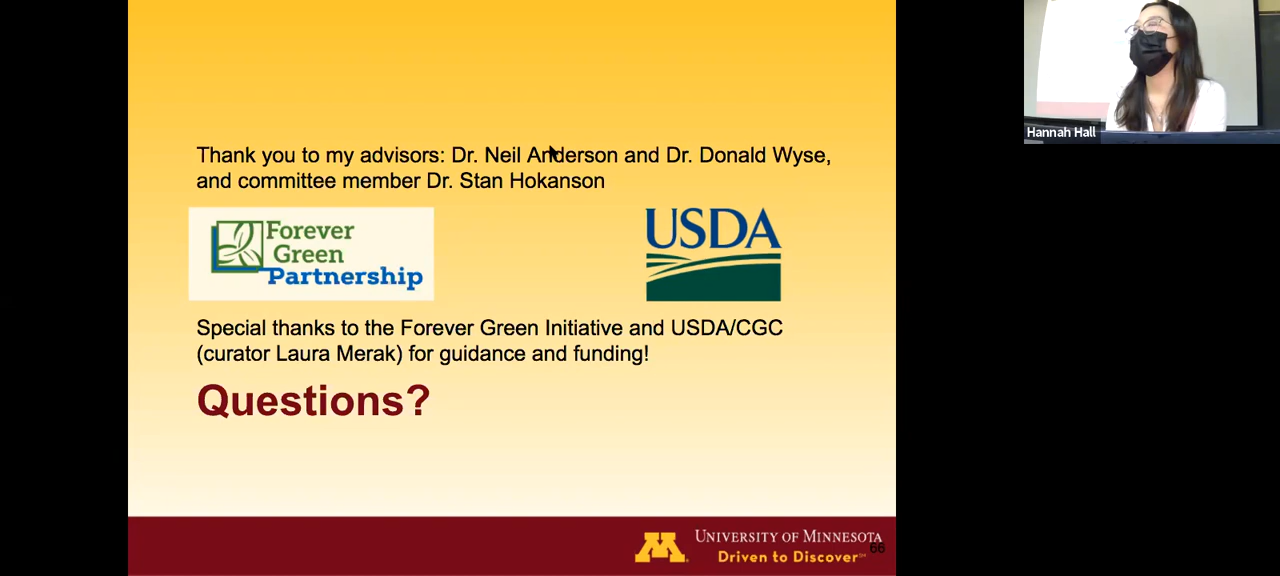 Thank you to my advisors: Dr. Neil Anderson and Dr. Donald Wyse,
and committee member Dr. Stan Hokanson
Forever
Green
Partnership
USDA
Special thanks to the Forever Green Initiative and USDA/CGC
(curator Laura Merak) for guidance and funding!
Questions?
M
UNIVERSITY OF MINNESOTA
Driven to Discover℠
66
Hannah Hall